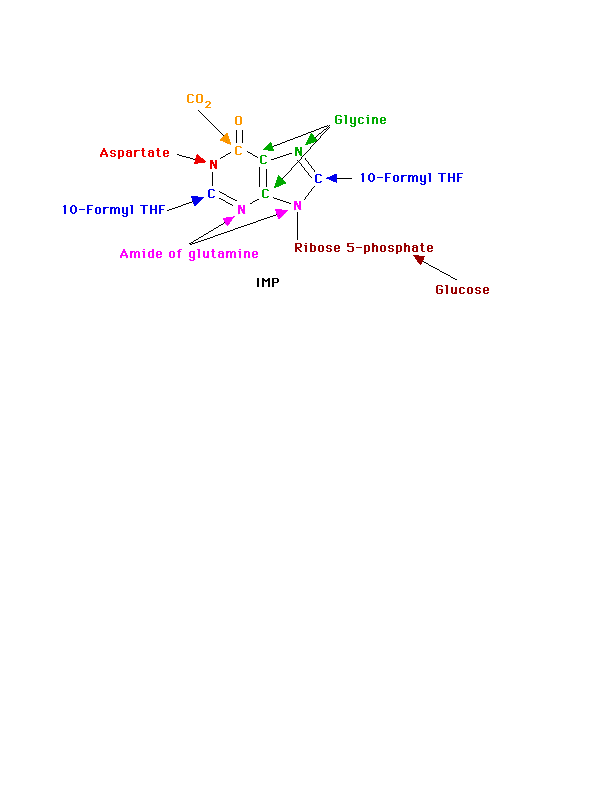 CO2
O
C
Glycine
Aspartate
N
C
N
10-Formyl THF
C
10-Formyl THF
C
C
N
N
Amide of glutamine
Ribose 5-phosphate
IMP
Glucose